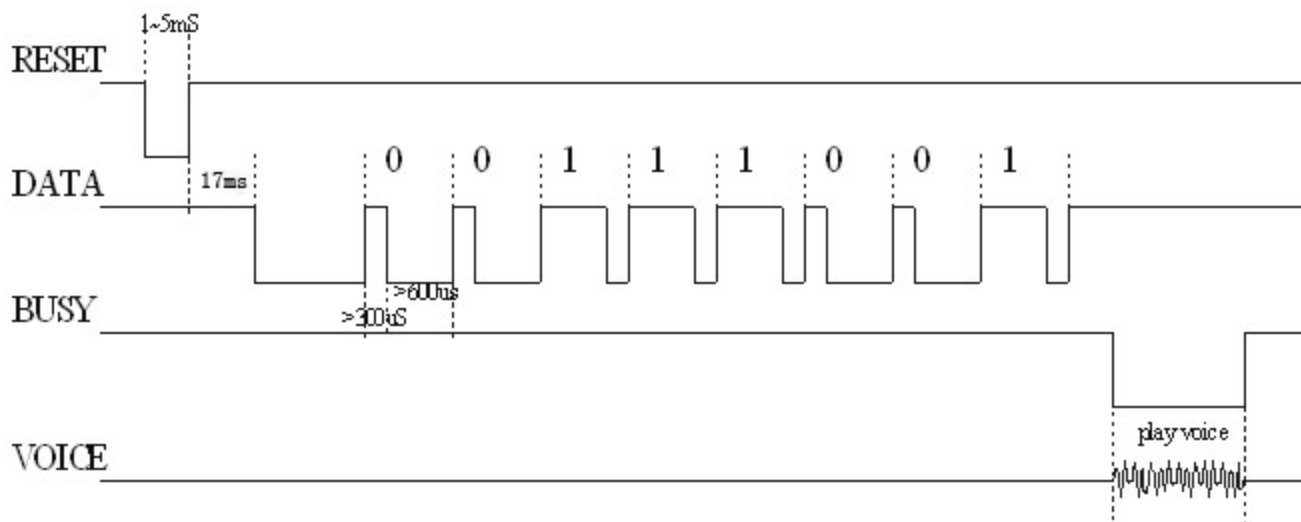 1~5mS
RESET
0 0 1 1 1 0 0 1
DATA
17ms
>600us
>300uS
BUSY
play voice
VOICE